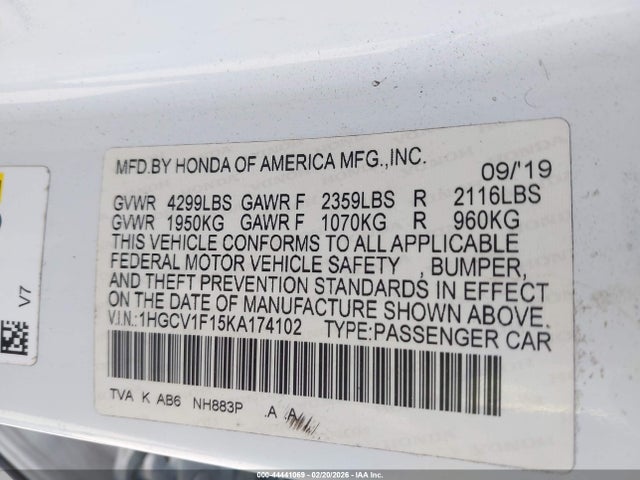 MFD.BY HONDA OF AMERICA MFG.,INC. 09/'19
GVWR 4299LBS GAWR F 2359LBS R 2116LBS
GVWR 1950KG GAWR F 1070KG R 960KG
THIS VEHICLE CONFORMS TO ALL APPLICABLE
FEDERAL MOTOR VEHICLE SAFETY , BUMPER,
AND THEFT PREVENTION STANDARDS IN EFFECT
ON THE DATE OF MANUFACTURE SHOWN ABOVE.
V.I.N.:1HGCV1F15KA174102 TYPE:PASSENGER CAR
TVA K AB6 NH883P .A A
V7
000-44441069 - 02/20/2026 - IAAI.COM